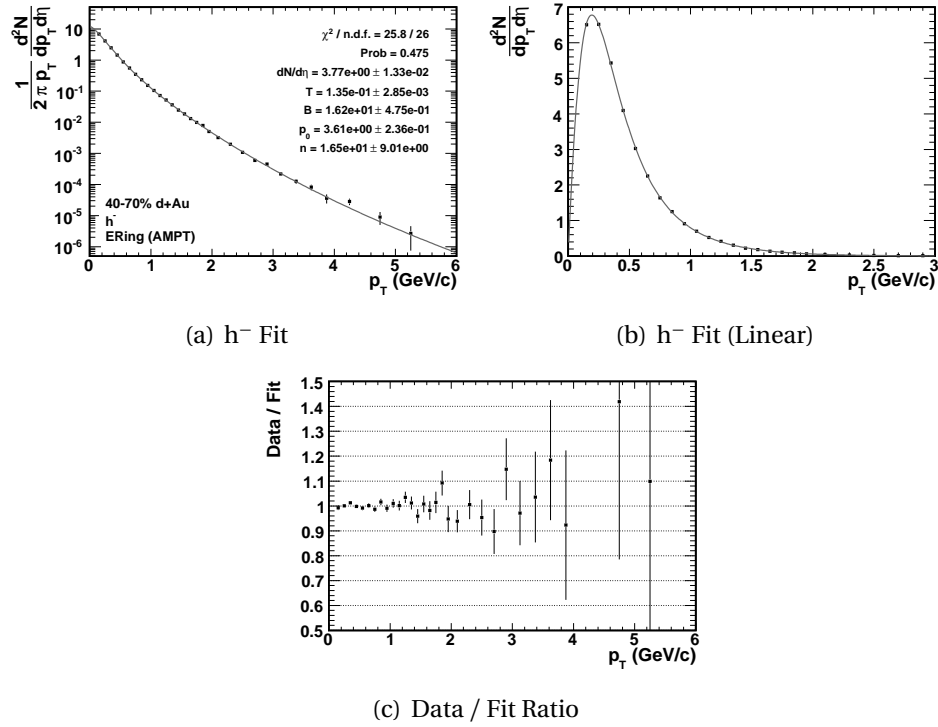 1 / 2 π p_T d²N / dp_T dη
10
1
10⁻¹
10⁻²
10⁻³
10⁻⁴
10⁻⁵
10⁻⁶
χ² / n.d.f. = 25.8 / 26
Prob = 0.475
dN/dη = 3.77e+00 ± 1.33e-02
T = 1.35e-01 ± 2.85e-03
B = 1.62e+01 ± 4.75e-01
p₀ = 3.61e+00 ± 2.36e-01
n = 1.65e+01 ± 9.01e+00
40-70% d+Au
h⁻
ERing (AMPT)
0 1 2 3 4 5 6
p_T (GeV/c)
(a) h⁻ Fit
d²N / dp_T dη
7
6
5
4
3
2
1
0
0 0.5 1 1.5 2 2.5 3
p_T (GeV/c)
(b) h⁻ Fit (Linear)
Data / Fit
1.5
1.4
1.3
1.2
1.1
1
0.9
0.8
0.7
0.6
0.5
0 1 2 3 4 5 6
p_T (GeV/c)
(c) Data / Fit Ratio